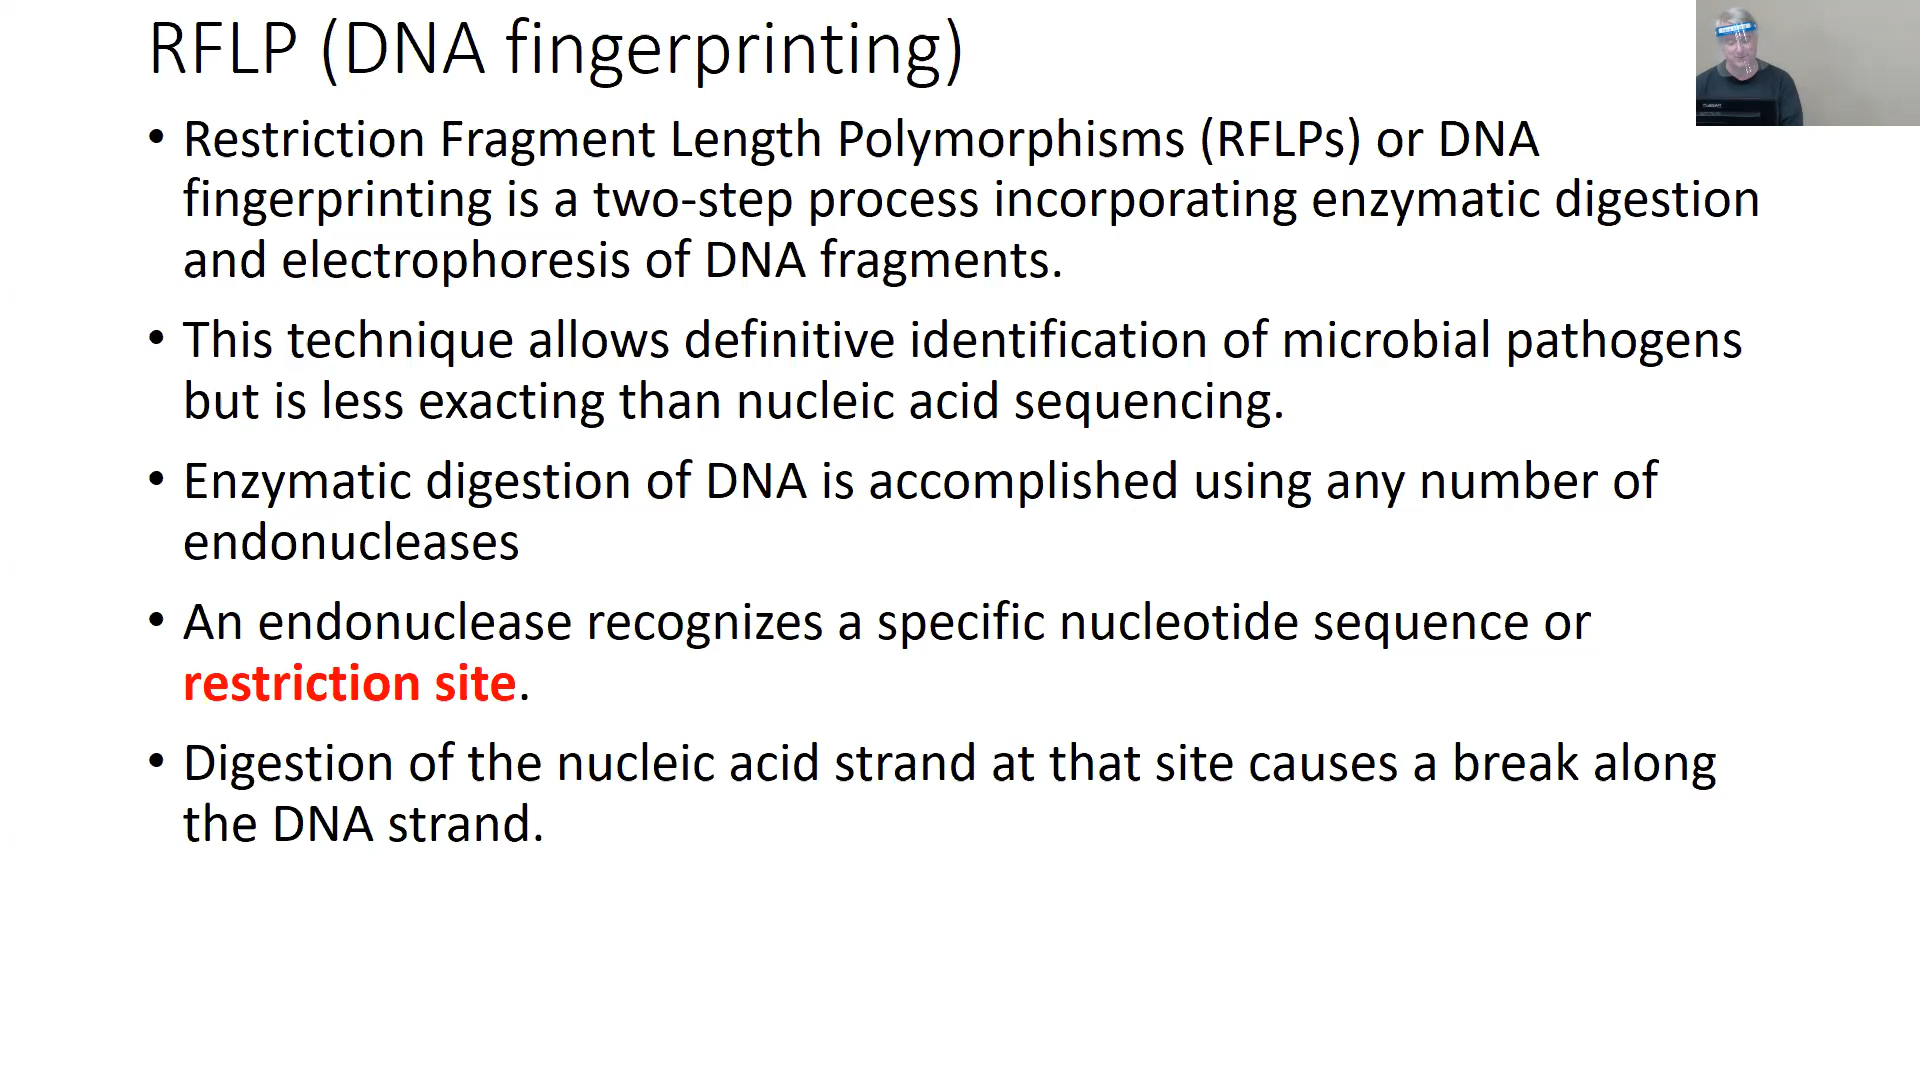 RFLP (DNA fingerprinting)
• Restriction Fragment Length Polymorphisms (RFLPs) or DNA
fingerprinting is a two-step process incorporating enzymatic digestion
and electrophoresis of DNA fragments.
• This technique allows definitive identification of microbial pathogens
but is less exacting than nucleic acid sequencing.
• Enzymatic digestion of DNA is accomplished using any number of
endonucleases
• An endonuclease recognizes a specific nucleotide sequence or
restriction site.
• Digestion of the nucleic acid strand at that site causes a break along
the DNA strand.